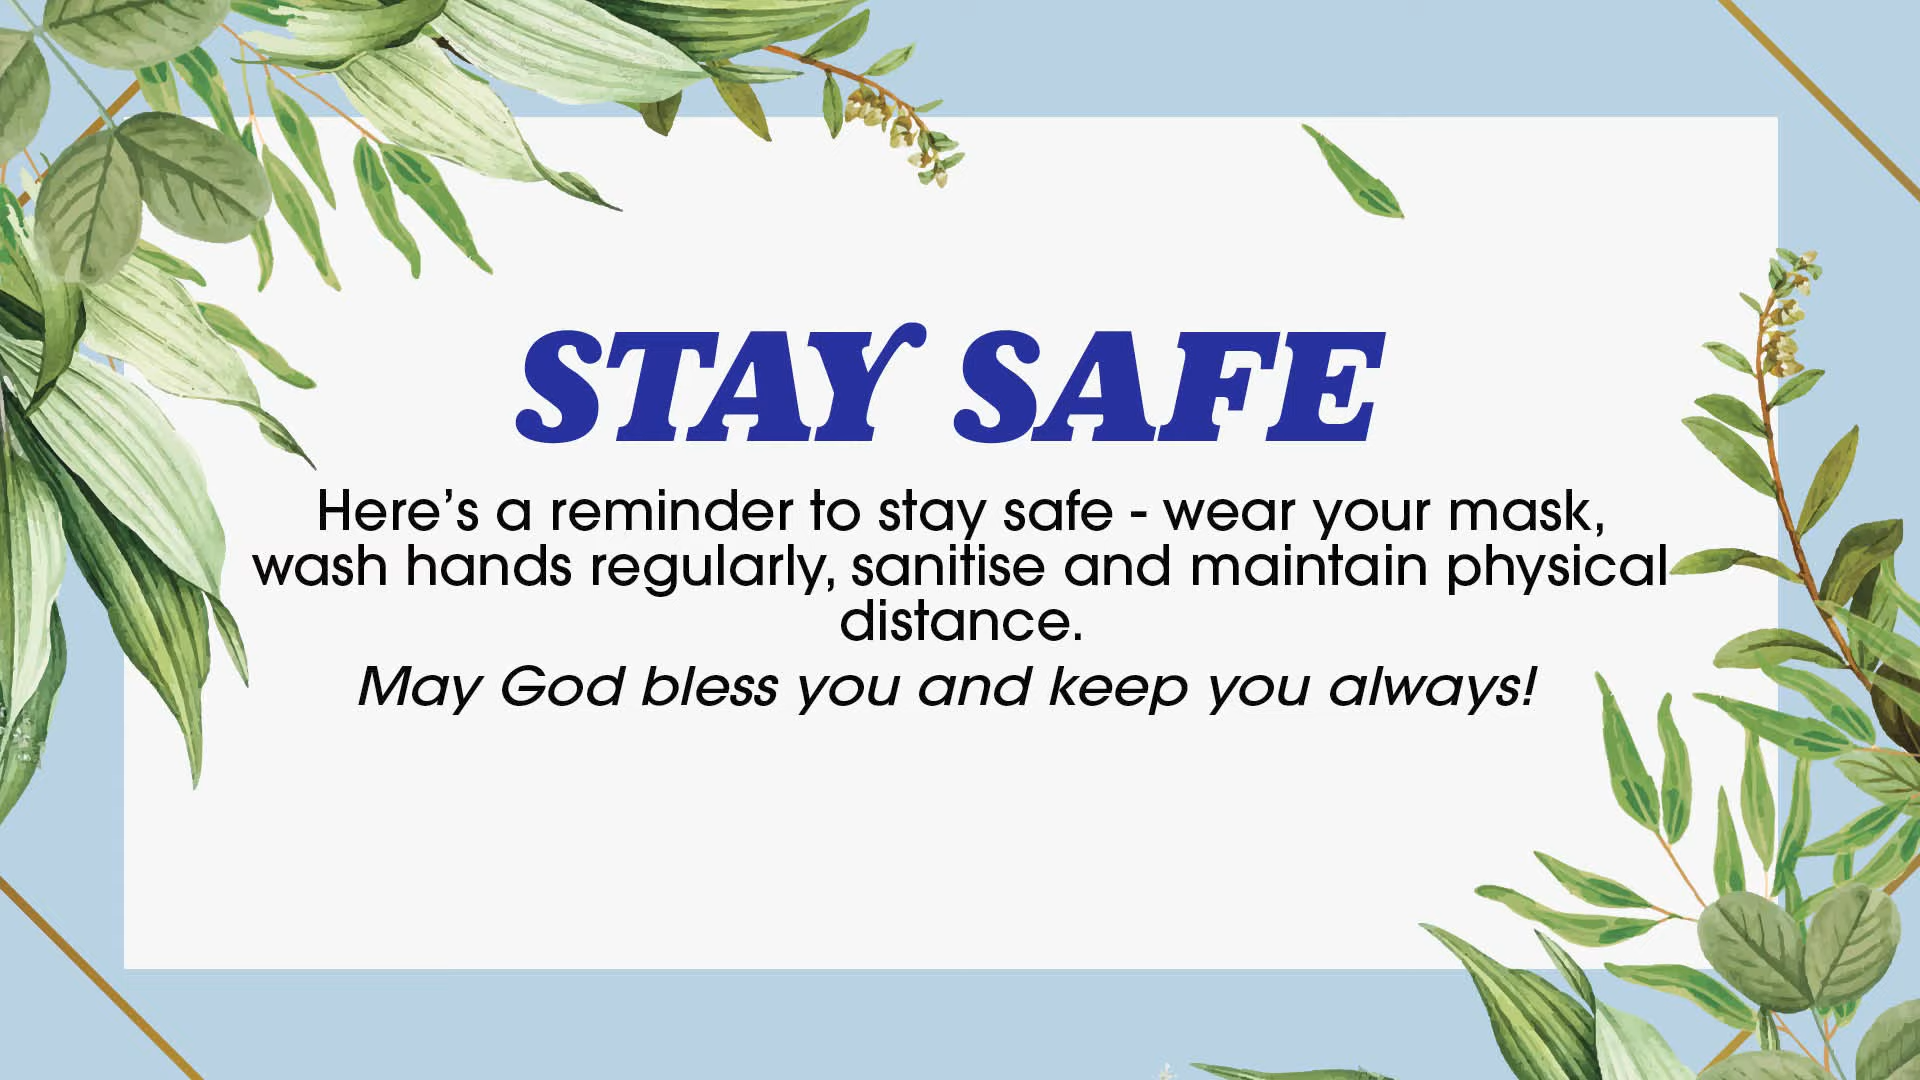 STAY SAFE
Here’s a reminder to stay safe - wear your mask,
wash hands regularly, sanitise and maintain physical
distance.
May God bless you and keep you always!